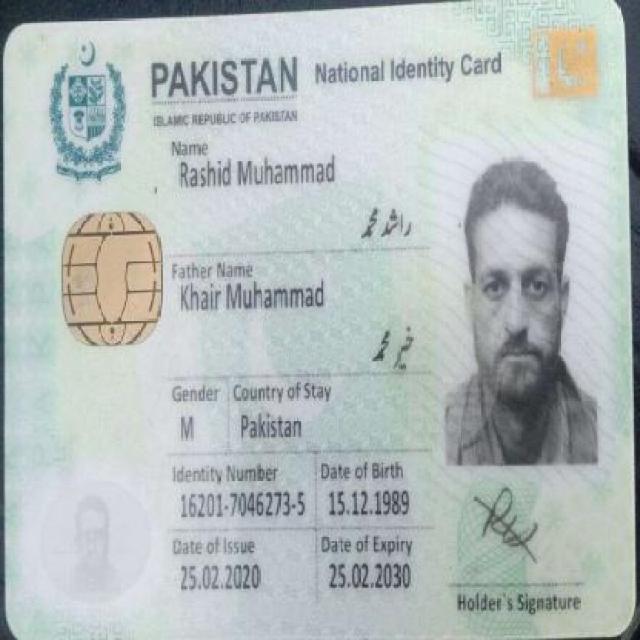 PAKISTAN National Identity Card
ISLAMIC REPUBLIC OF PAKISTAN
Name
Rashid Muhammad
راشد محمد
Father Name
Khair Muhammad
خیر محمد
Gender Country of Stay
M Pakistan
Identity Number Date of Birth
16201-7046273-5 15.12.1989
Date of Issue Date of Expiry
25.02.2020 25.02.2030
Holder's Signature